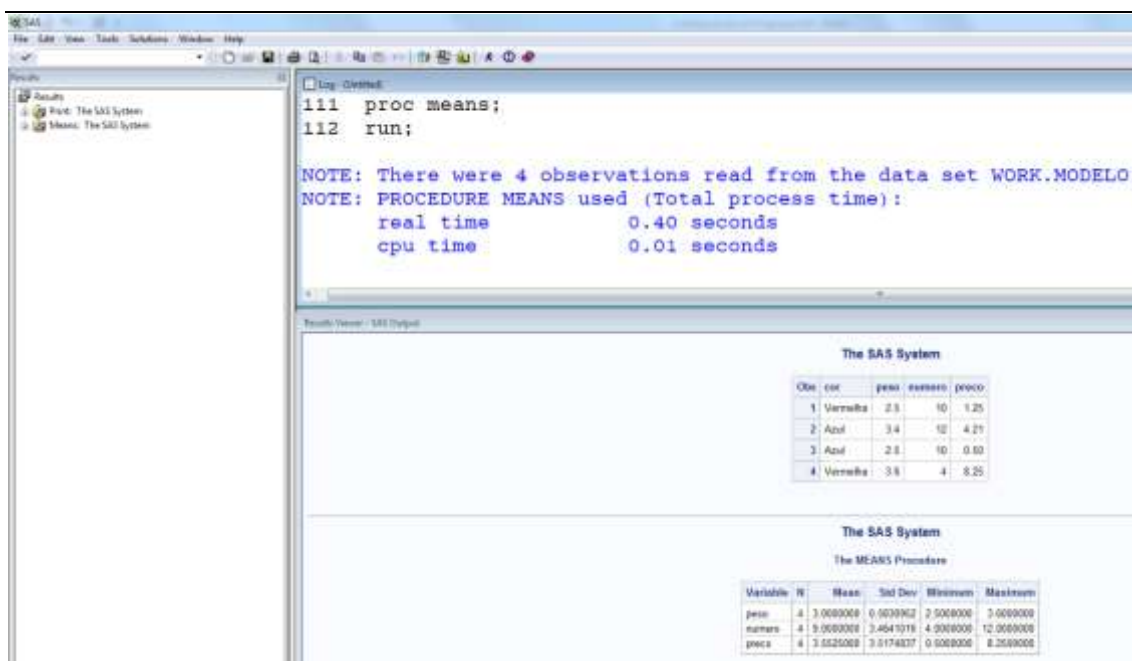 SAS
File Edit View Tools Solutions Window Help
Results
Results
Print: The SAS System
Means: The SAS System
Log - (Untitled)
111 proc means;
112 run;
NOTE: There were 4 observations read from the data set WORK.MODELO
NOTE: PROCEDURE MEANS used (Total process time):
real time 0.40 seconds
cpu time 0.01 seconds
Results Viewer - SAS Output
The SAS System
Obs cor peso numero preco
1 Vermelha 2.5 10 1.25
2 Azul 3.4 12 4.21
3 Azul 2.5 10 0.50
4 Vermelha 3.6 4 8.25
The SAS System
The MEANS Procedure
Variable N Mean Std Dev Minimum Maximum
peso 4 3.0000000 2.5000000 3.6000000
numero 4 9.0000000 3.4641016 4.0000000 12.0000000
preco 4 3.5525000 0.5000000 8.2500000